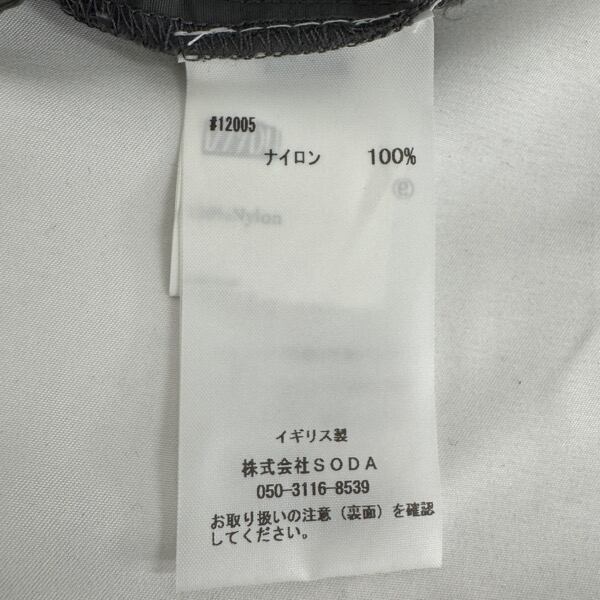 #12005
ナイロン 100%
Nylon
イギリス製
株式会社SODA
050-3116-8539
お取り扱いの注意（裏面）を確認
してください。